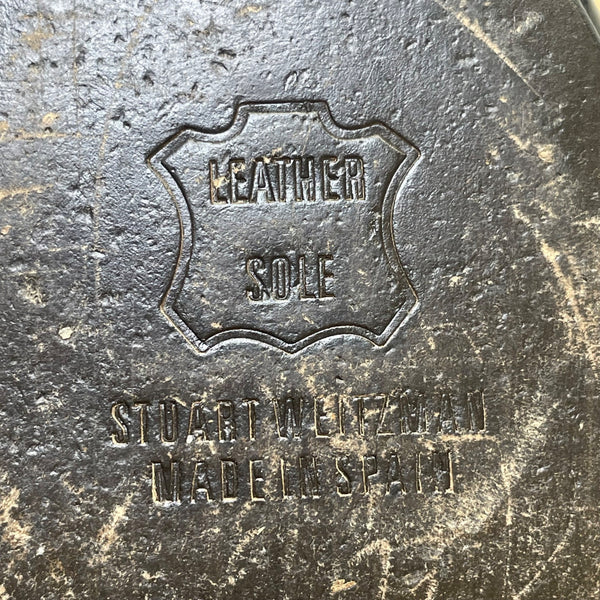 LEATHER
SOLE
STUART WEITZMAN
MADE IN SPAIN